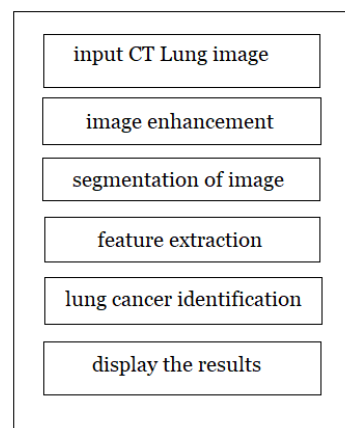 input CT Lung image
image enhancement
segmentation of image
feature extraction
lung cancer identification
display the results